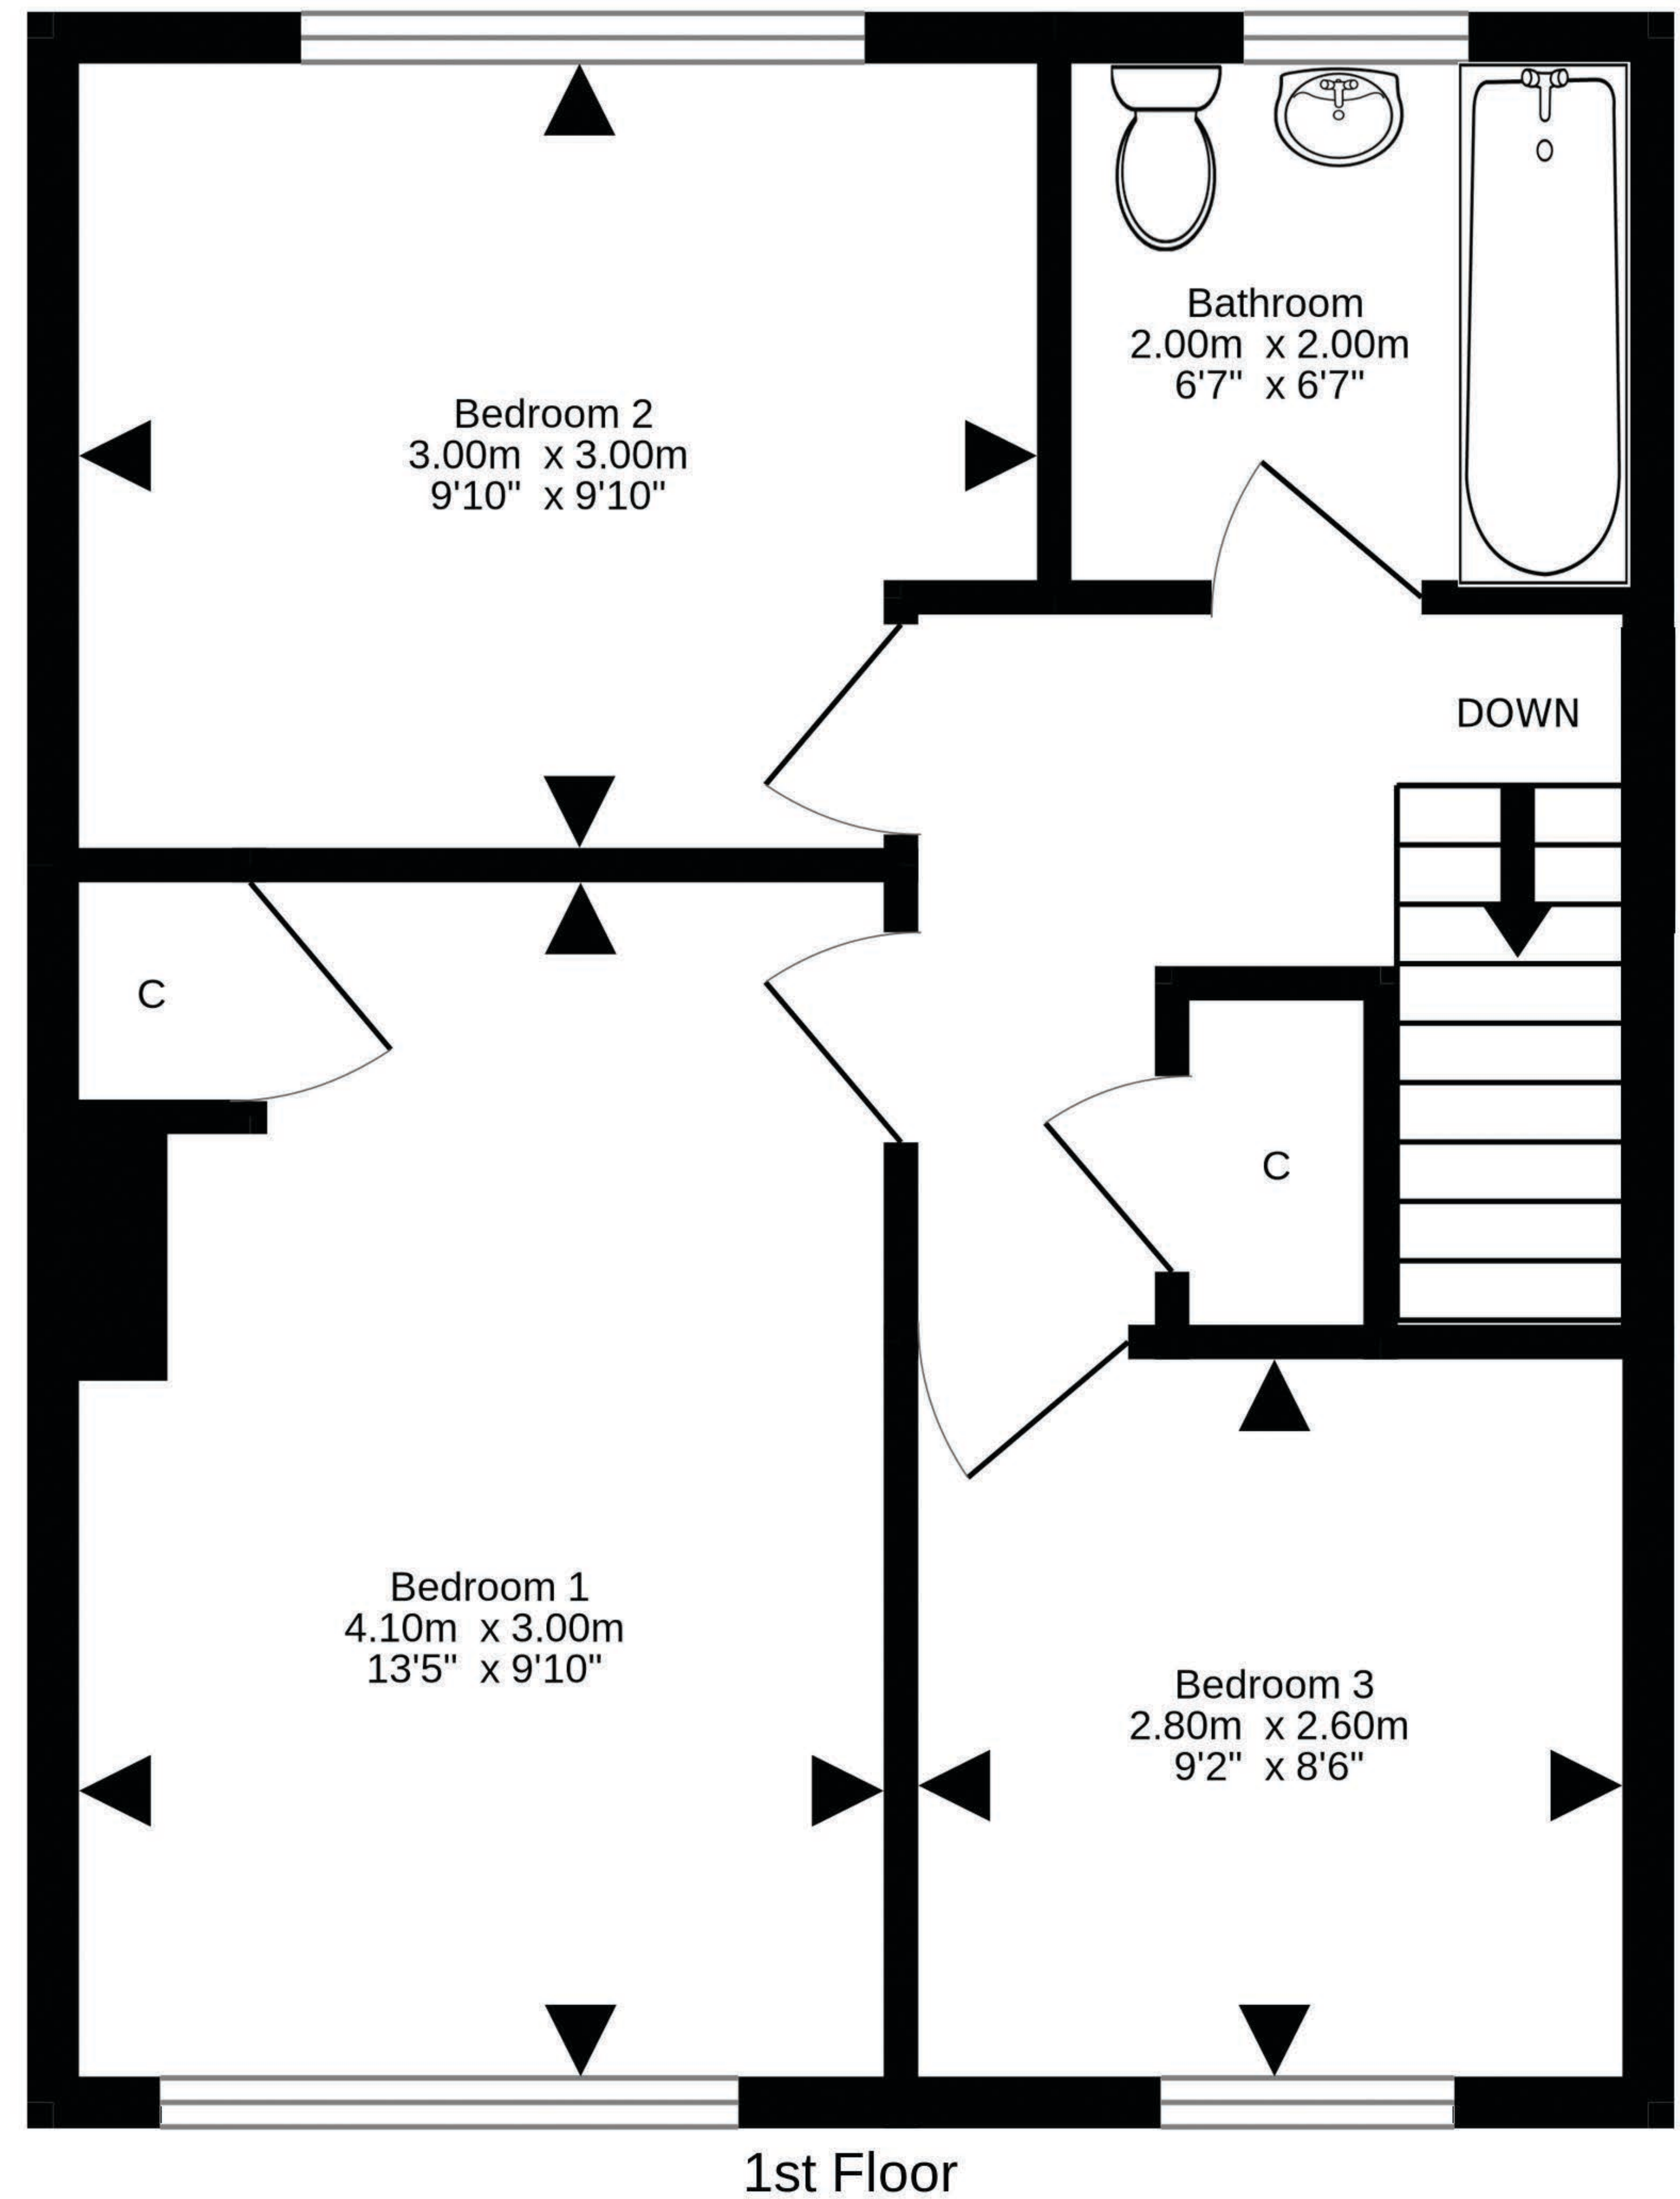 Bathroom
2.00m x 2.00m
6'7" x 6'7"
Bedroom 2
3.00m x 3.00m
9'10" x 9'10"
DOWN
C
C
Bedroom 1
4.10m x 3.00m
13'5" x 9'10"
Bedroom 3
2.80m x 2.60m
9'2" x 8'6"
1st Floor